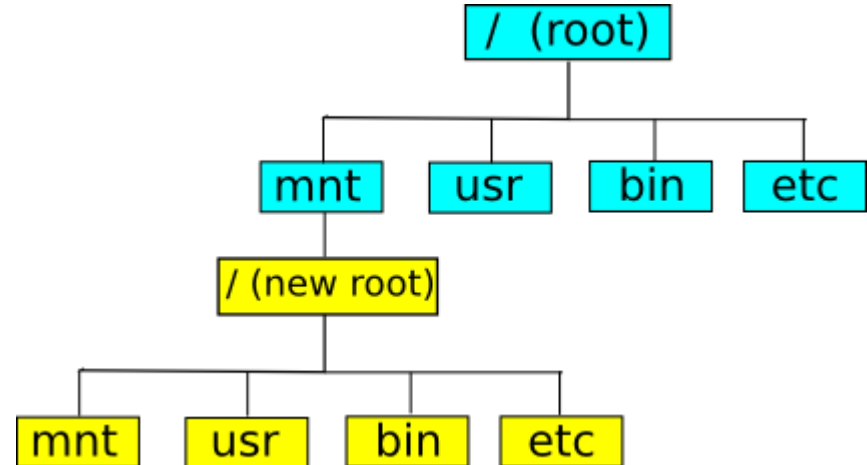 / (root)
mnt usr bin etc
/ (new root)
mnt usr bin etc